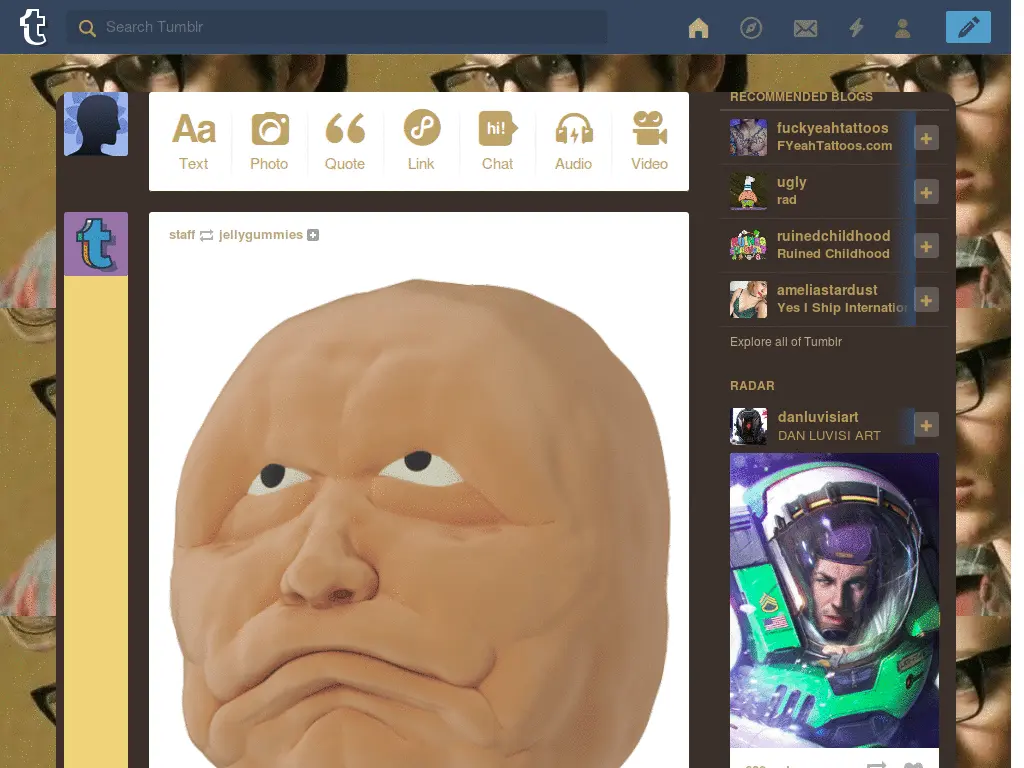 Search Tumblr
RECOMMENDED BLOGS
Aa
hi!
Text
Photo
Quote
Link
Chat
Audio
Video
fuckyeahtattoos
FYeahTattoos.com
ugly
rad
staff jellygummies
ruinedchildhood
Ruined Childhood
ameliastardust
Yes I Ship Internatio
Explore all of Tumblr
RADAR
danluvisiart
DAN LUVISI ART